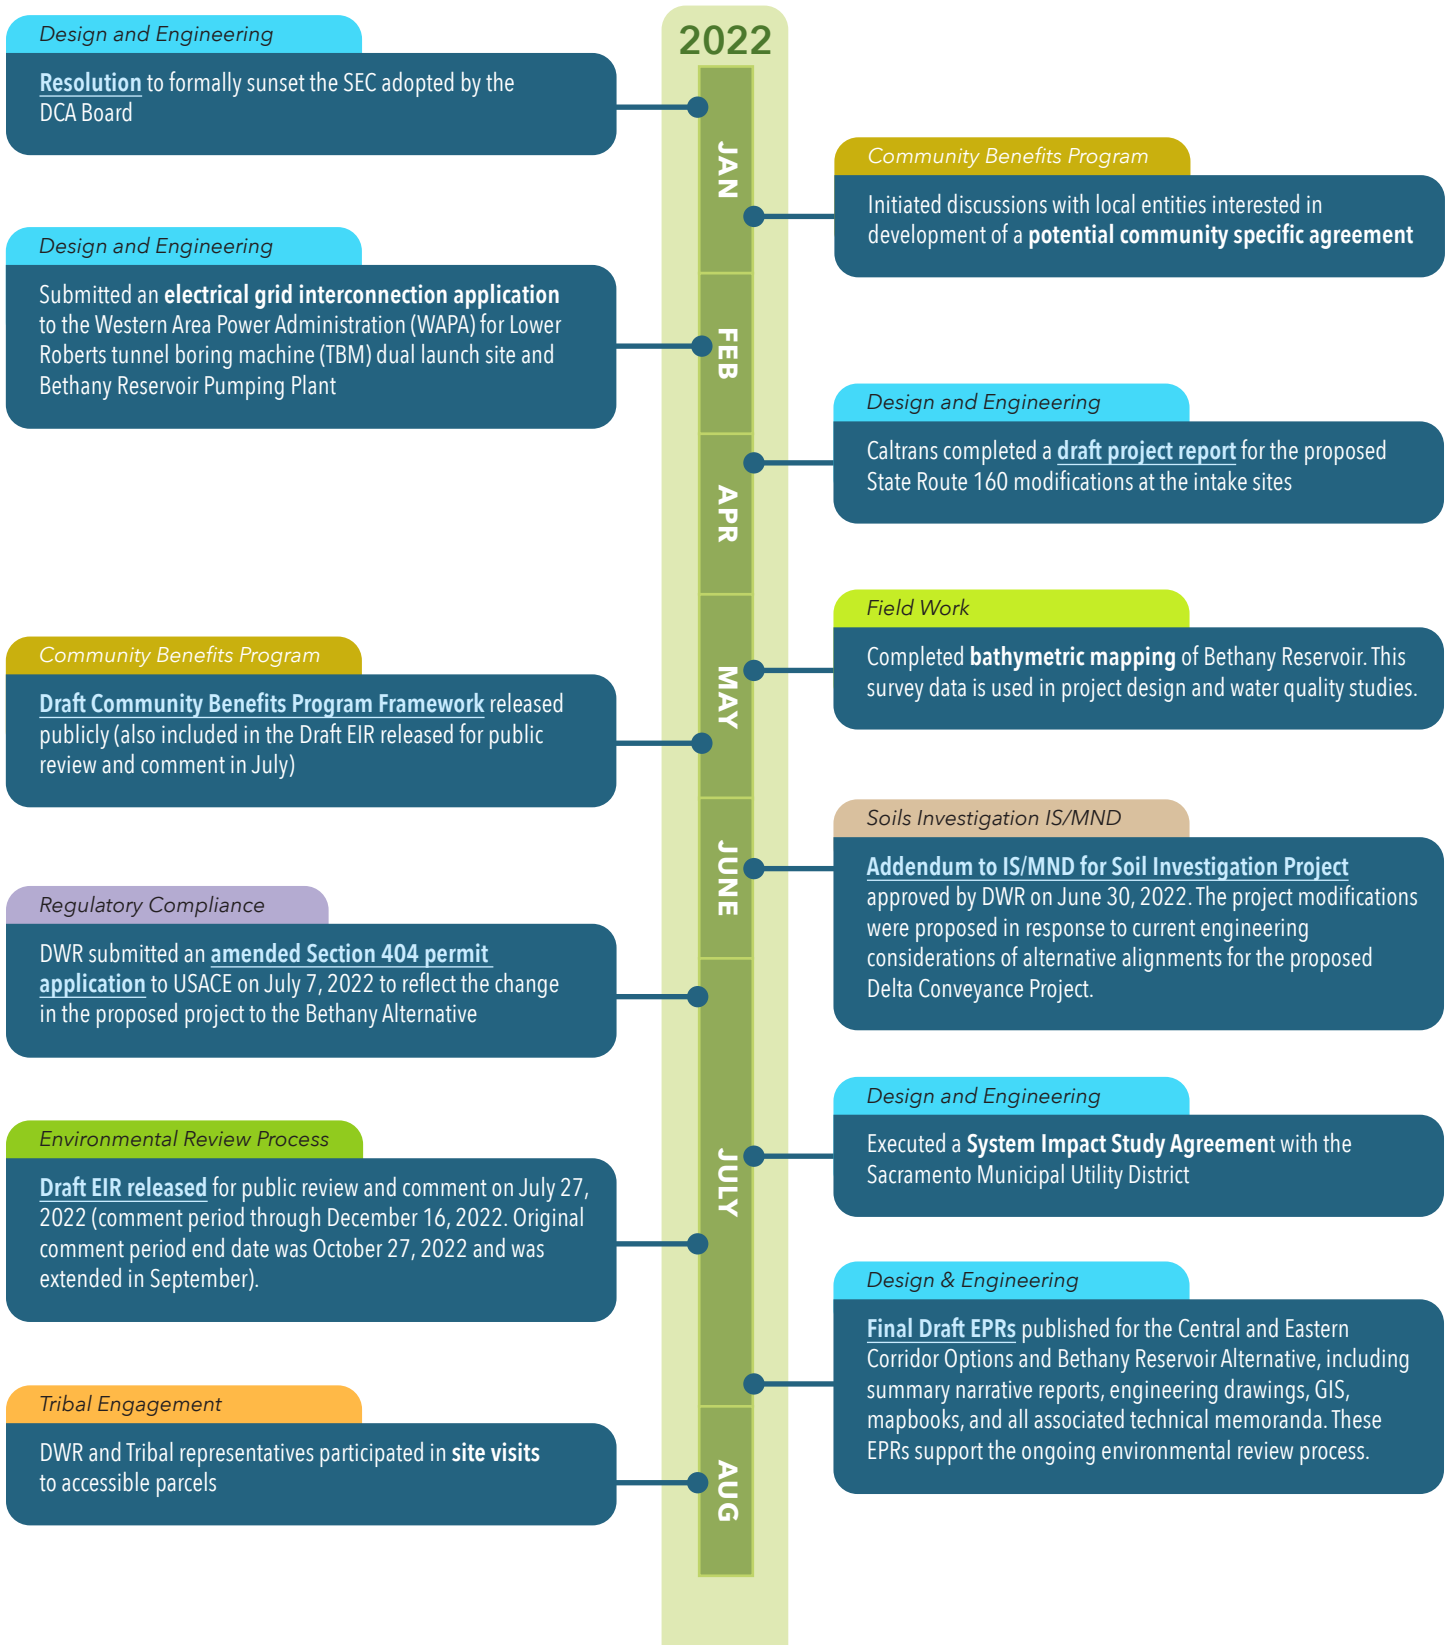 2022
Design and Engineering
Resolution to formally sunset the SEC adopted by the
DCA Board
JAN
Community Benefits Program
Initiated discussions with local entities interested in
development of a potential community specific agreement
Design and Engineering
Submitted an electrical grid interconnection application
to the Western Area Power Administration (WAPA) for Lower
Roberts tunnel boring machine (TBM) dual launch site and
Bethany Reservoir Pumping Plant
FEB
Design and Engineering
Caltrans completed a draft project report for the proposed
State Route 160 modifications at the intake sites
APR
Field Work
Completed bathymetric mapping of Bethany Reservoir. This
survey data is used in project design and water quality studies.
MAY
Community Benefits Program
Draft Community Benefits Program Framework released
publicly (also included in the Draft EIR released for public
review and comment in July)
Soils Investigation IS/MND
Addendum to IS/MND for Soil Investigation Project
approved by DWR on June 30, 2022. The project modifications
were proposed in response to current engineering
considerations of alternative alignments for the proposed
Delta Conveyance Project.
JUNE
Regulatory Compliance
DWR submitted an amended Section 404 permit
application to USACE on July 7, 2022 to reflect the change
in the proposed project to the Bethany Alternative
Design and Engineering
Executed a System Impact Study Agreement with the
Sacramento Municipal Utility District
JULY
Environmental Review Process
Draft EIR released for public review and comment on July 27,
2022 (comment period through December 16, 2022. Original
comment period end date was October 27, 2022 and was
extended in September).
Design & Engineering
Final Draft EPRs published for the Central and Eastern
Corridor Options and Bethany Reservoir Alternative, including
summary narrative reports, engineering drawings, GIS,
mapbooks, and all associated technical memoranda. These
EPRs support the ongoing environmental review process.
Tribal Engagement
DWR and Tribal representatives participated in site visits
to accessible parcels
AUG